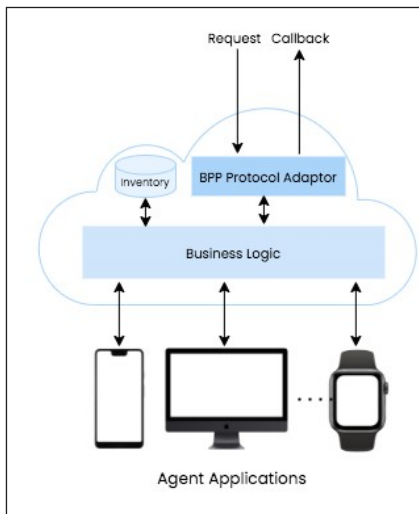 Request Callback
Inventory
BPP Protocol Adaptor
Business Logic
Agent Applications